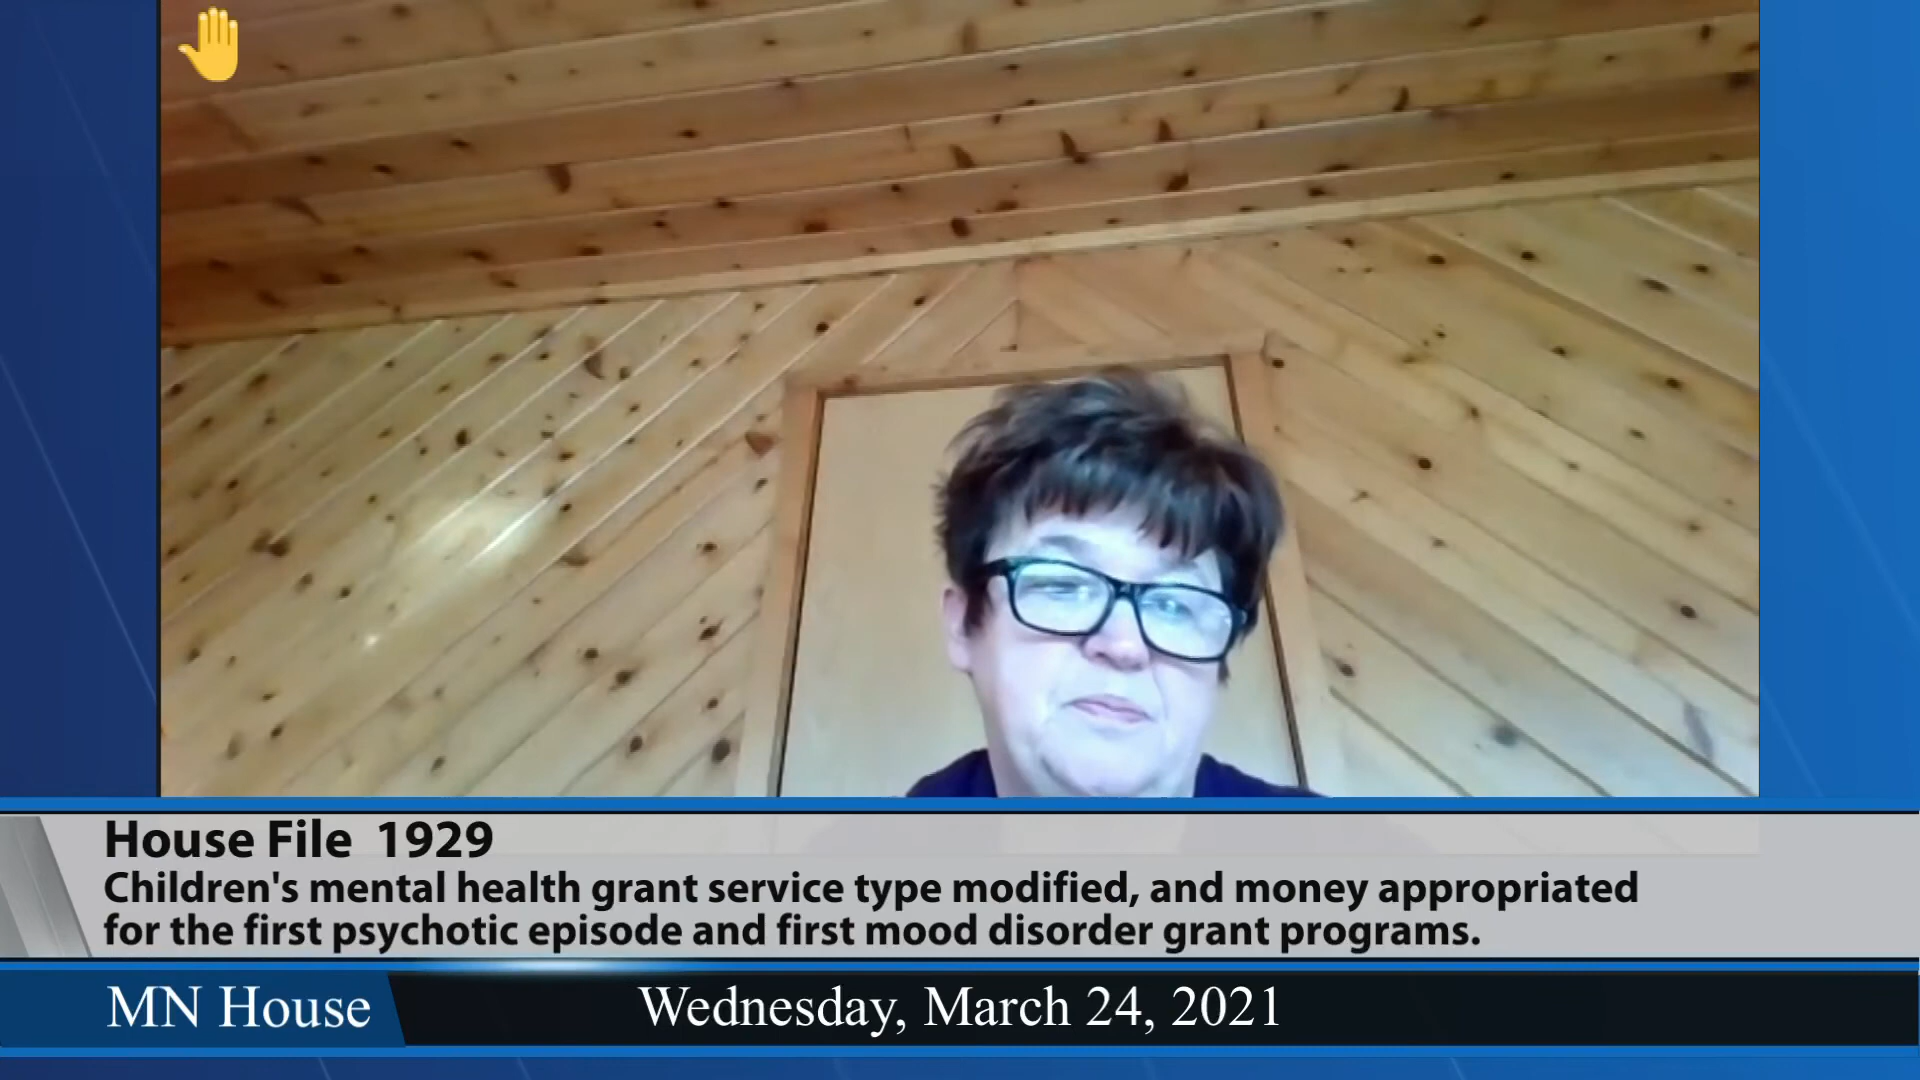 House File 1929
Children's mental health grant service type modified, and money appropriated
for the first psychotic episode and first mood disorder grant programs.
MN House
Wednesday, March 24, 2021